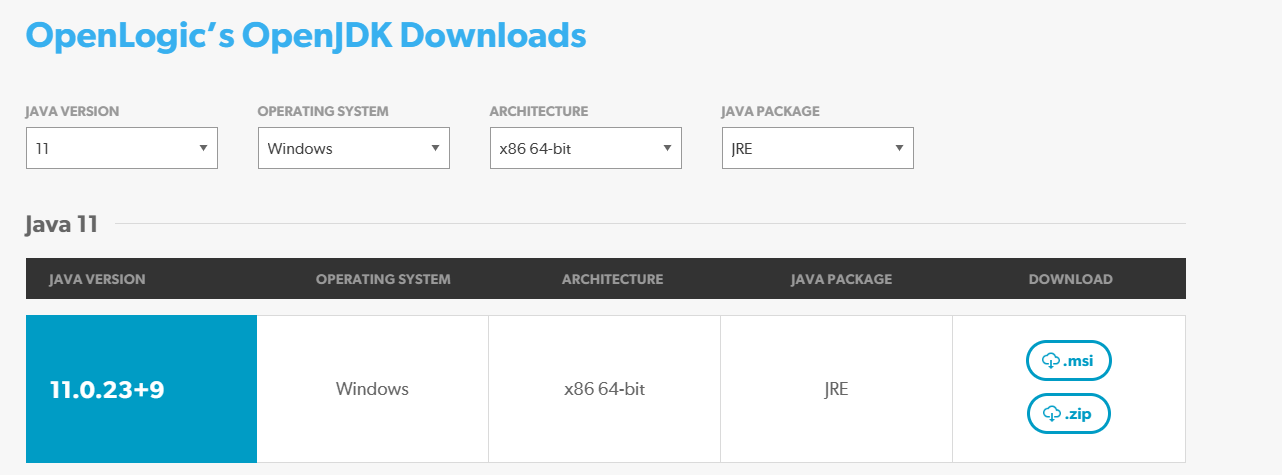 OpenLogic’s OpenJDK Downloads
JAVA VERSION OPERATING SYSTEM ARCHITECTURE JAVA PACKAGE
11 Windows x86 64-bit JRE
Java 11
JAVA VERSION OPERATING SYSTEM ARCHITECTURE JAVA PACKAGE DOWNLOAD
.msi
11.0.23+9 Windows x86 64-bit JRE
.zip